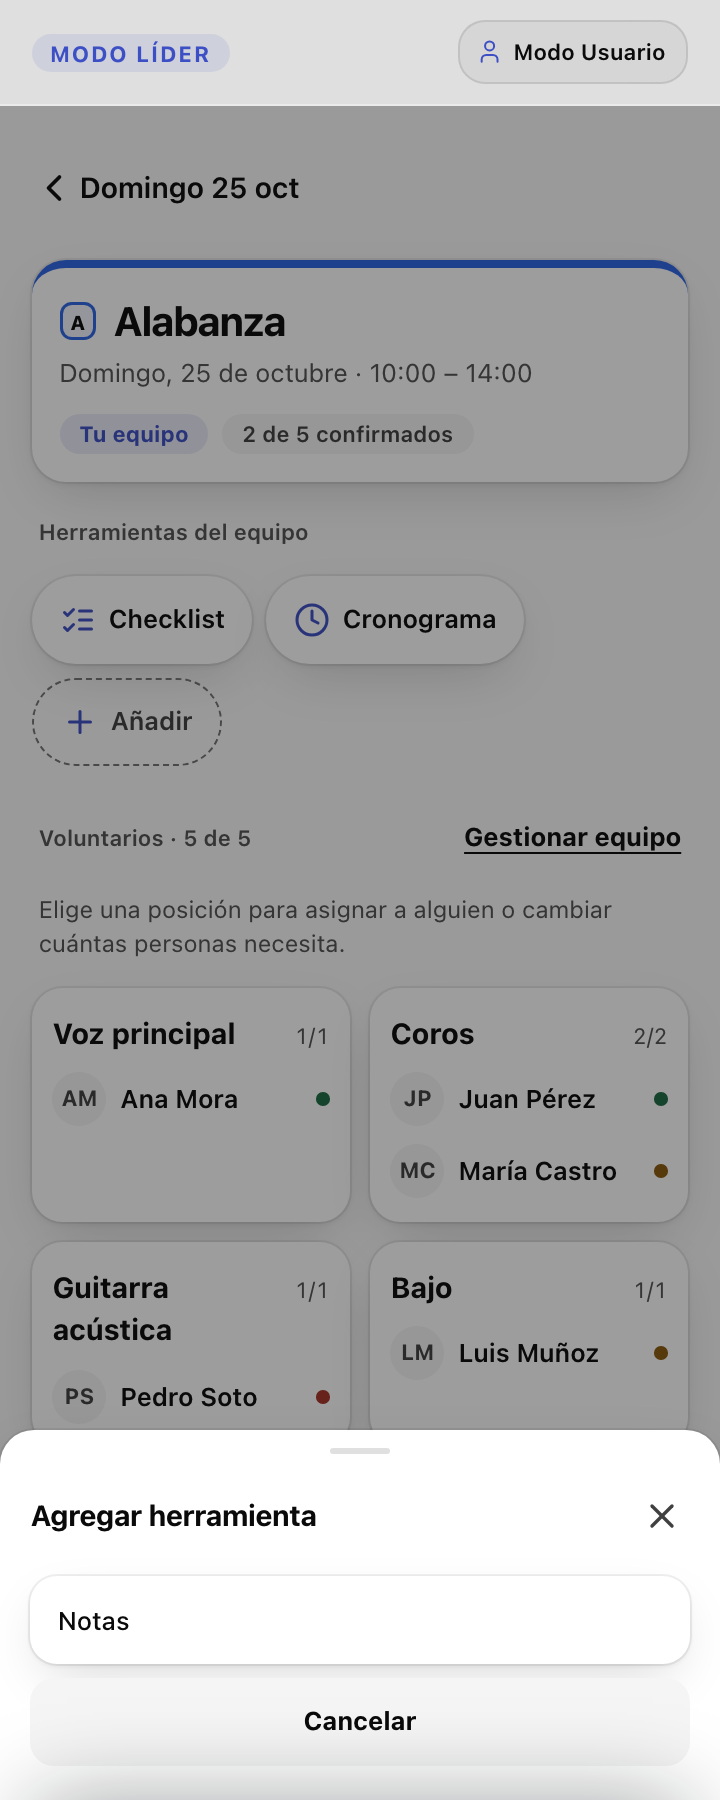 MODO LÍDER
Modo Usuario
Domingo 25 oct
A Alabanza
Domingo, 25 de octubre · 10:00 – 14:00
Tu equipo
2 de 5 confirmados
Herramientas del equipo
Checklist
Cronograma
Añadir
Voluntarios · 5 de 5
Gestionar equipo
Elige una posición para asignar a alguien o cambiar
cuántas personas necesita.
Voz principal 1/1
AM Ana Mora
Coros 2/2
JP Juan Pérez
MC María Castro
Guitarra 1/1
acústica
PS Pedro Soto
Bajo 1/1
LM Luis Muñoz
Agregar herramienta
Notas
Cancelar